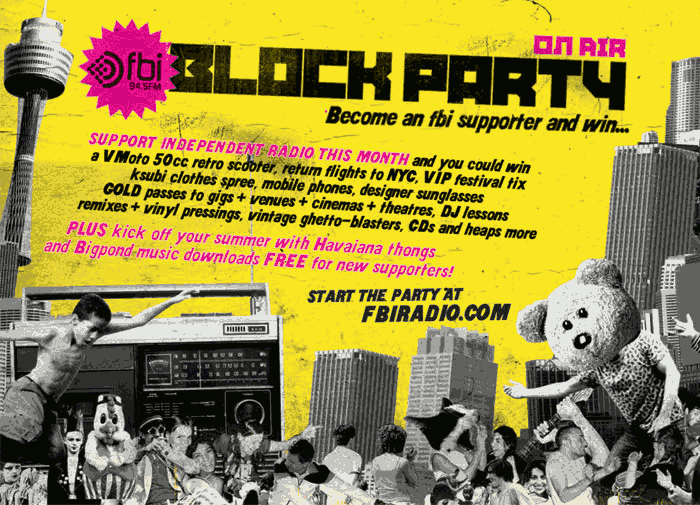 ON AIR
fbi
94.5FM
BLOCK PARTY
Become an fbi supporter and win...
SUPPORT INDEPENDENT RADIO THIS MONTH and you could win
a VMoto 50cc retro scooter, return flights to NYC, VIP festival tix
ksubi clothes spree, mobile phones, designer sunglasses
GOLD passes to gigs + venues + cinemas + theatres, DJ lessons
remixes + vinyl pressings, vintage ghetto-blasters, CDs and heaps more
PLUS kick off your summer with Havaiana thongs
and Bigpond music downloads FREE for new supporters!
START THE PARTY AT
FBIRADIO.COM